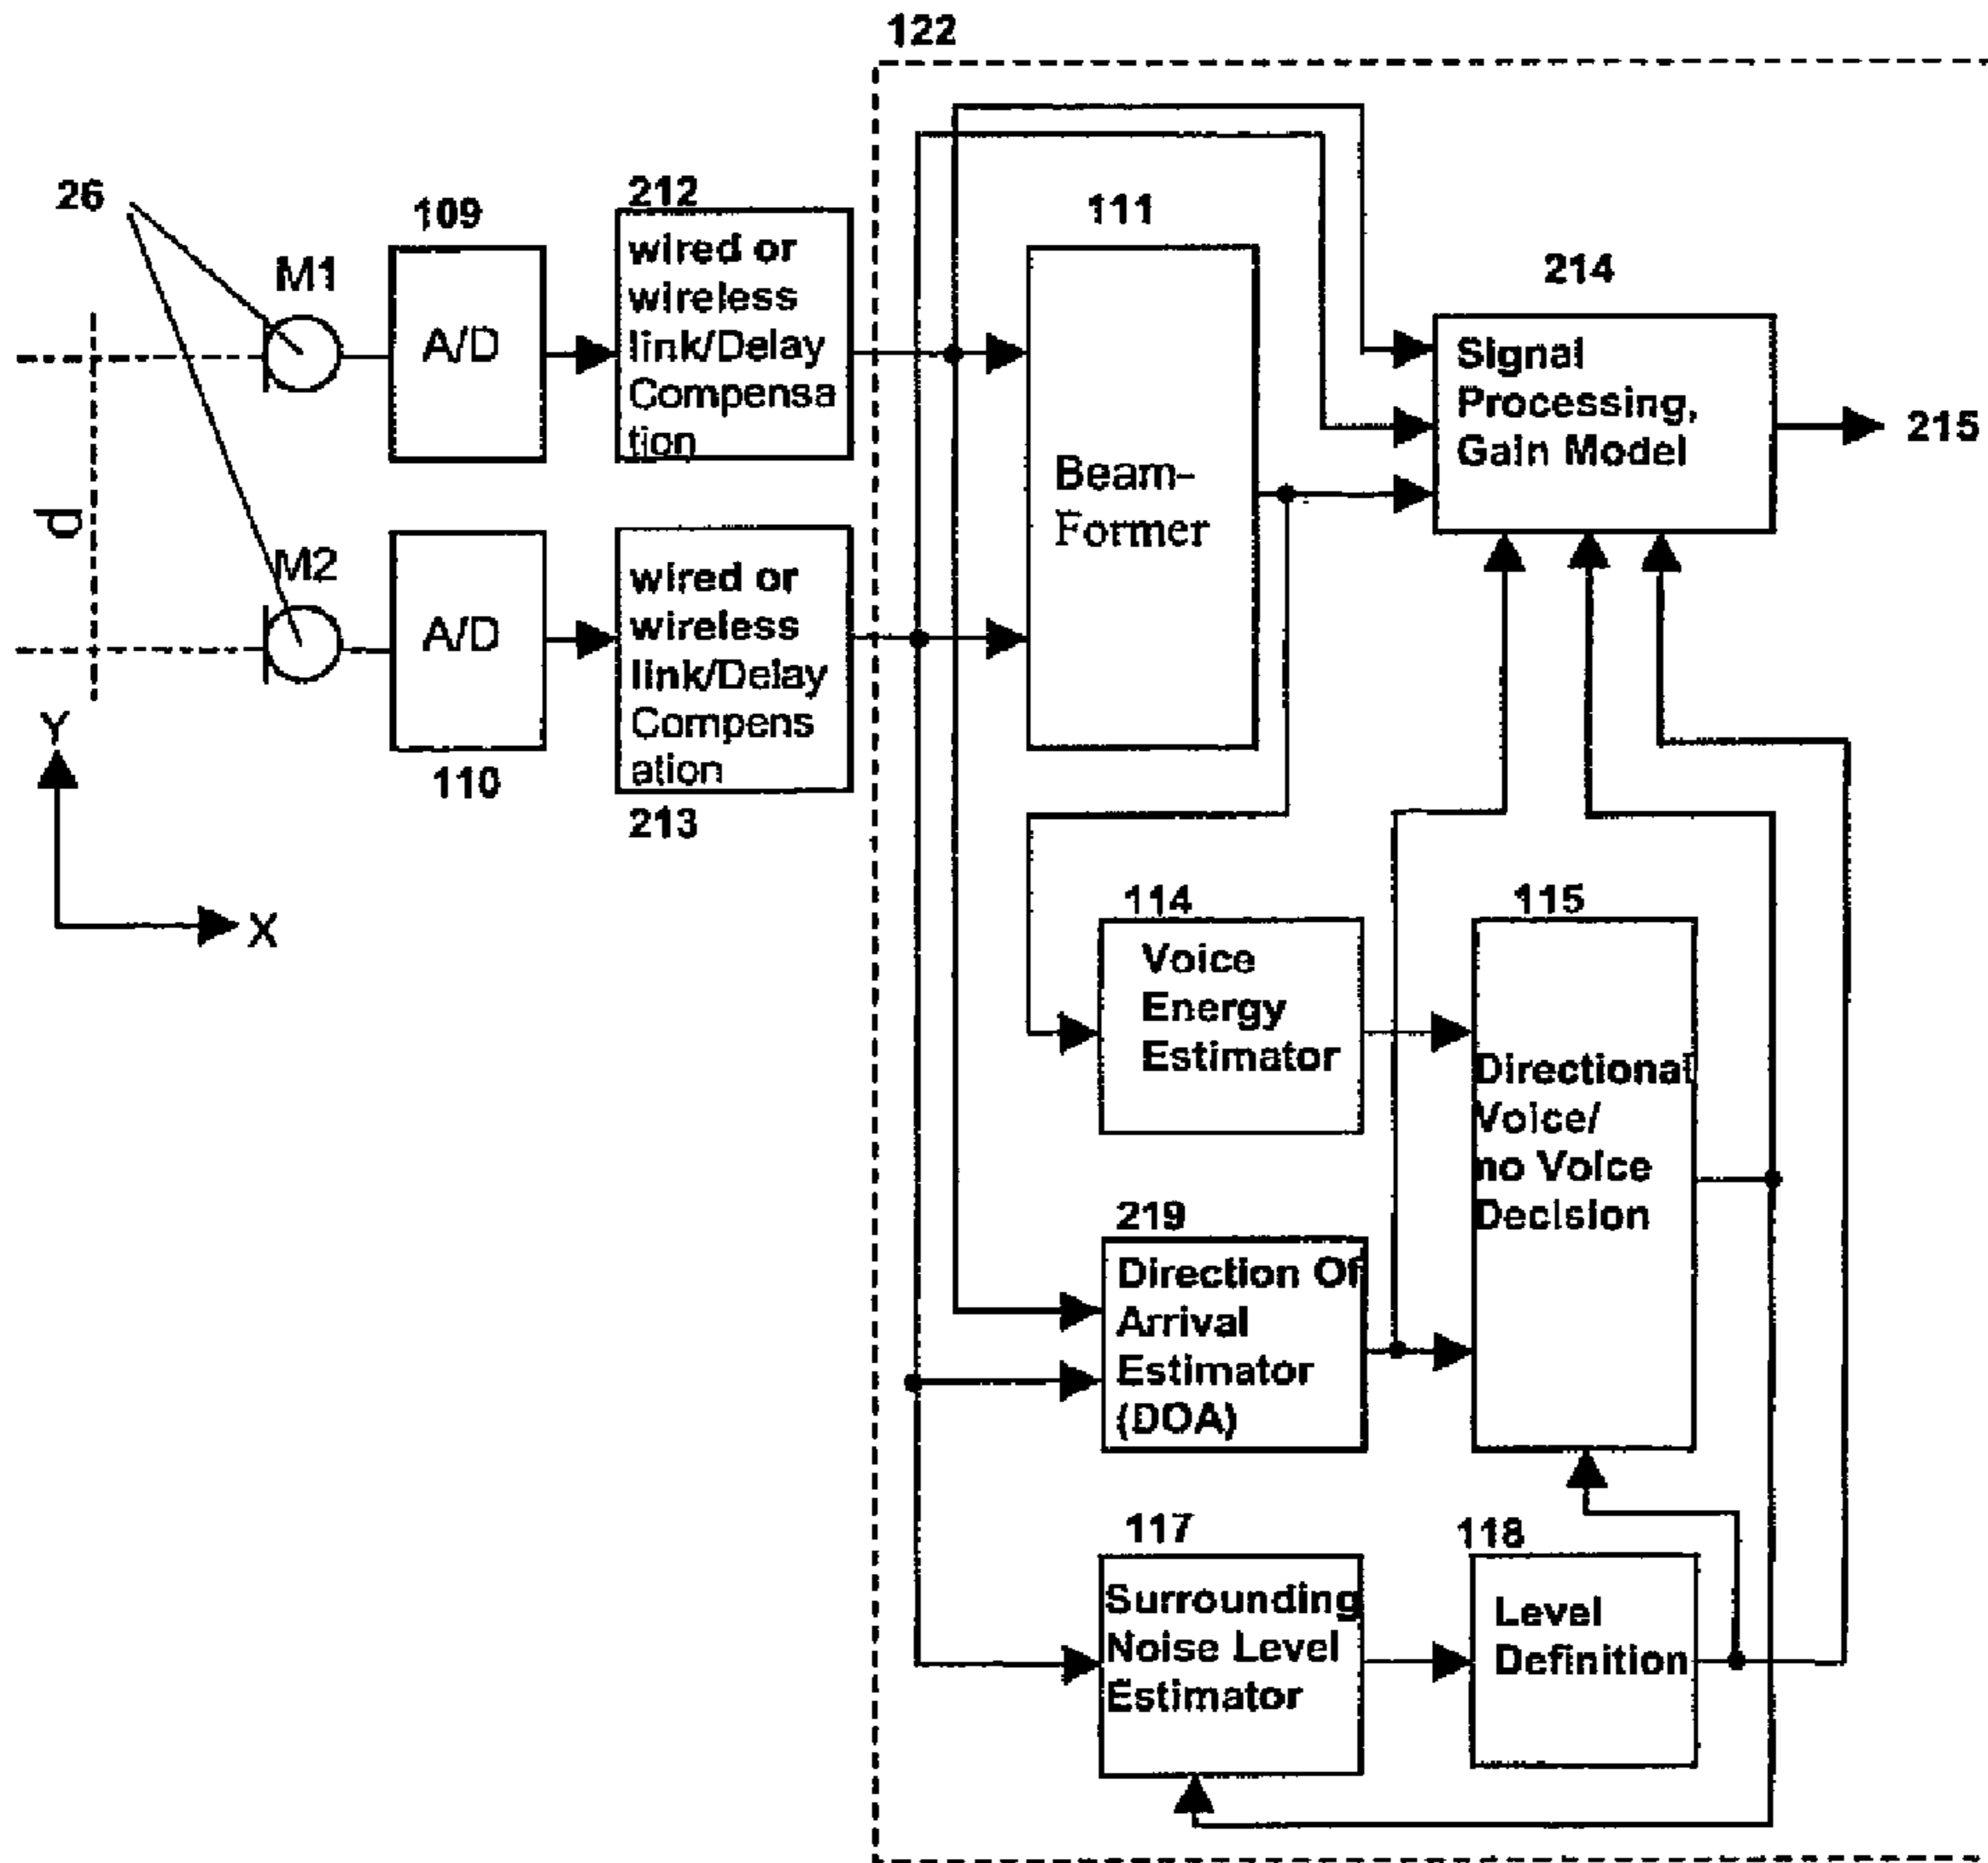 122
26
M1
109
A/D
212
wired or
wireless
link/Delay
Compensa
tion
111
Beam-
Former
214
Signal
Processing,
Gain Model
215
d
M2
A/D
110
wired or
wireless
link/Delay
Compens
ation
213
Y
X
114
Voice
Energy
Estimator
115
Directional
Voice/
no Voice
Decision
219
Direction Of
Arrival
Estimator
(DOA)
117
Surrounding
Noise Level
Estimator
118
Level
Definition